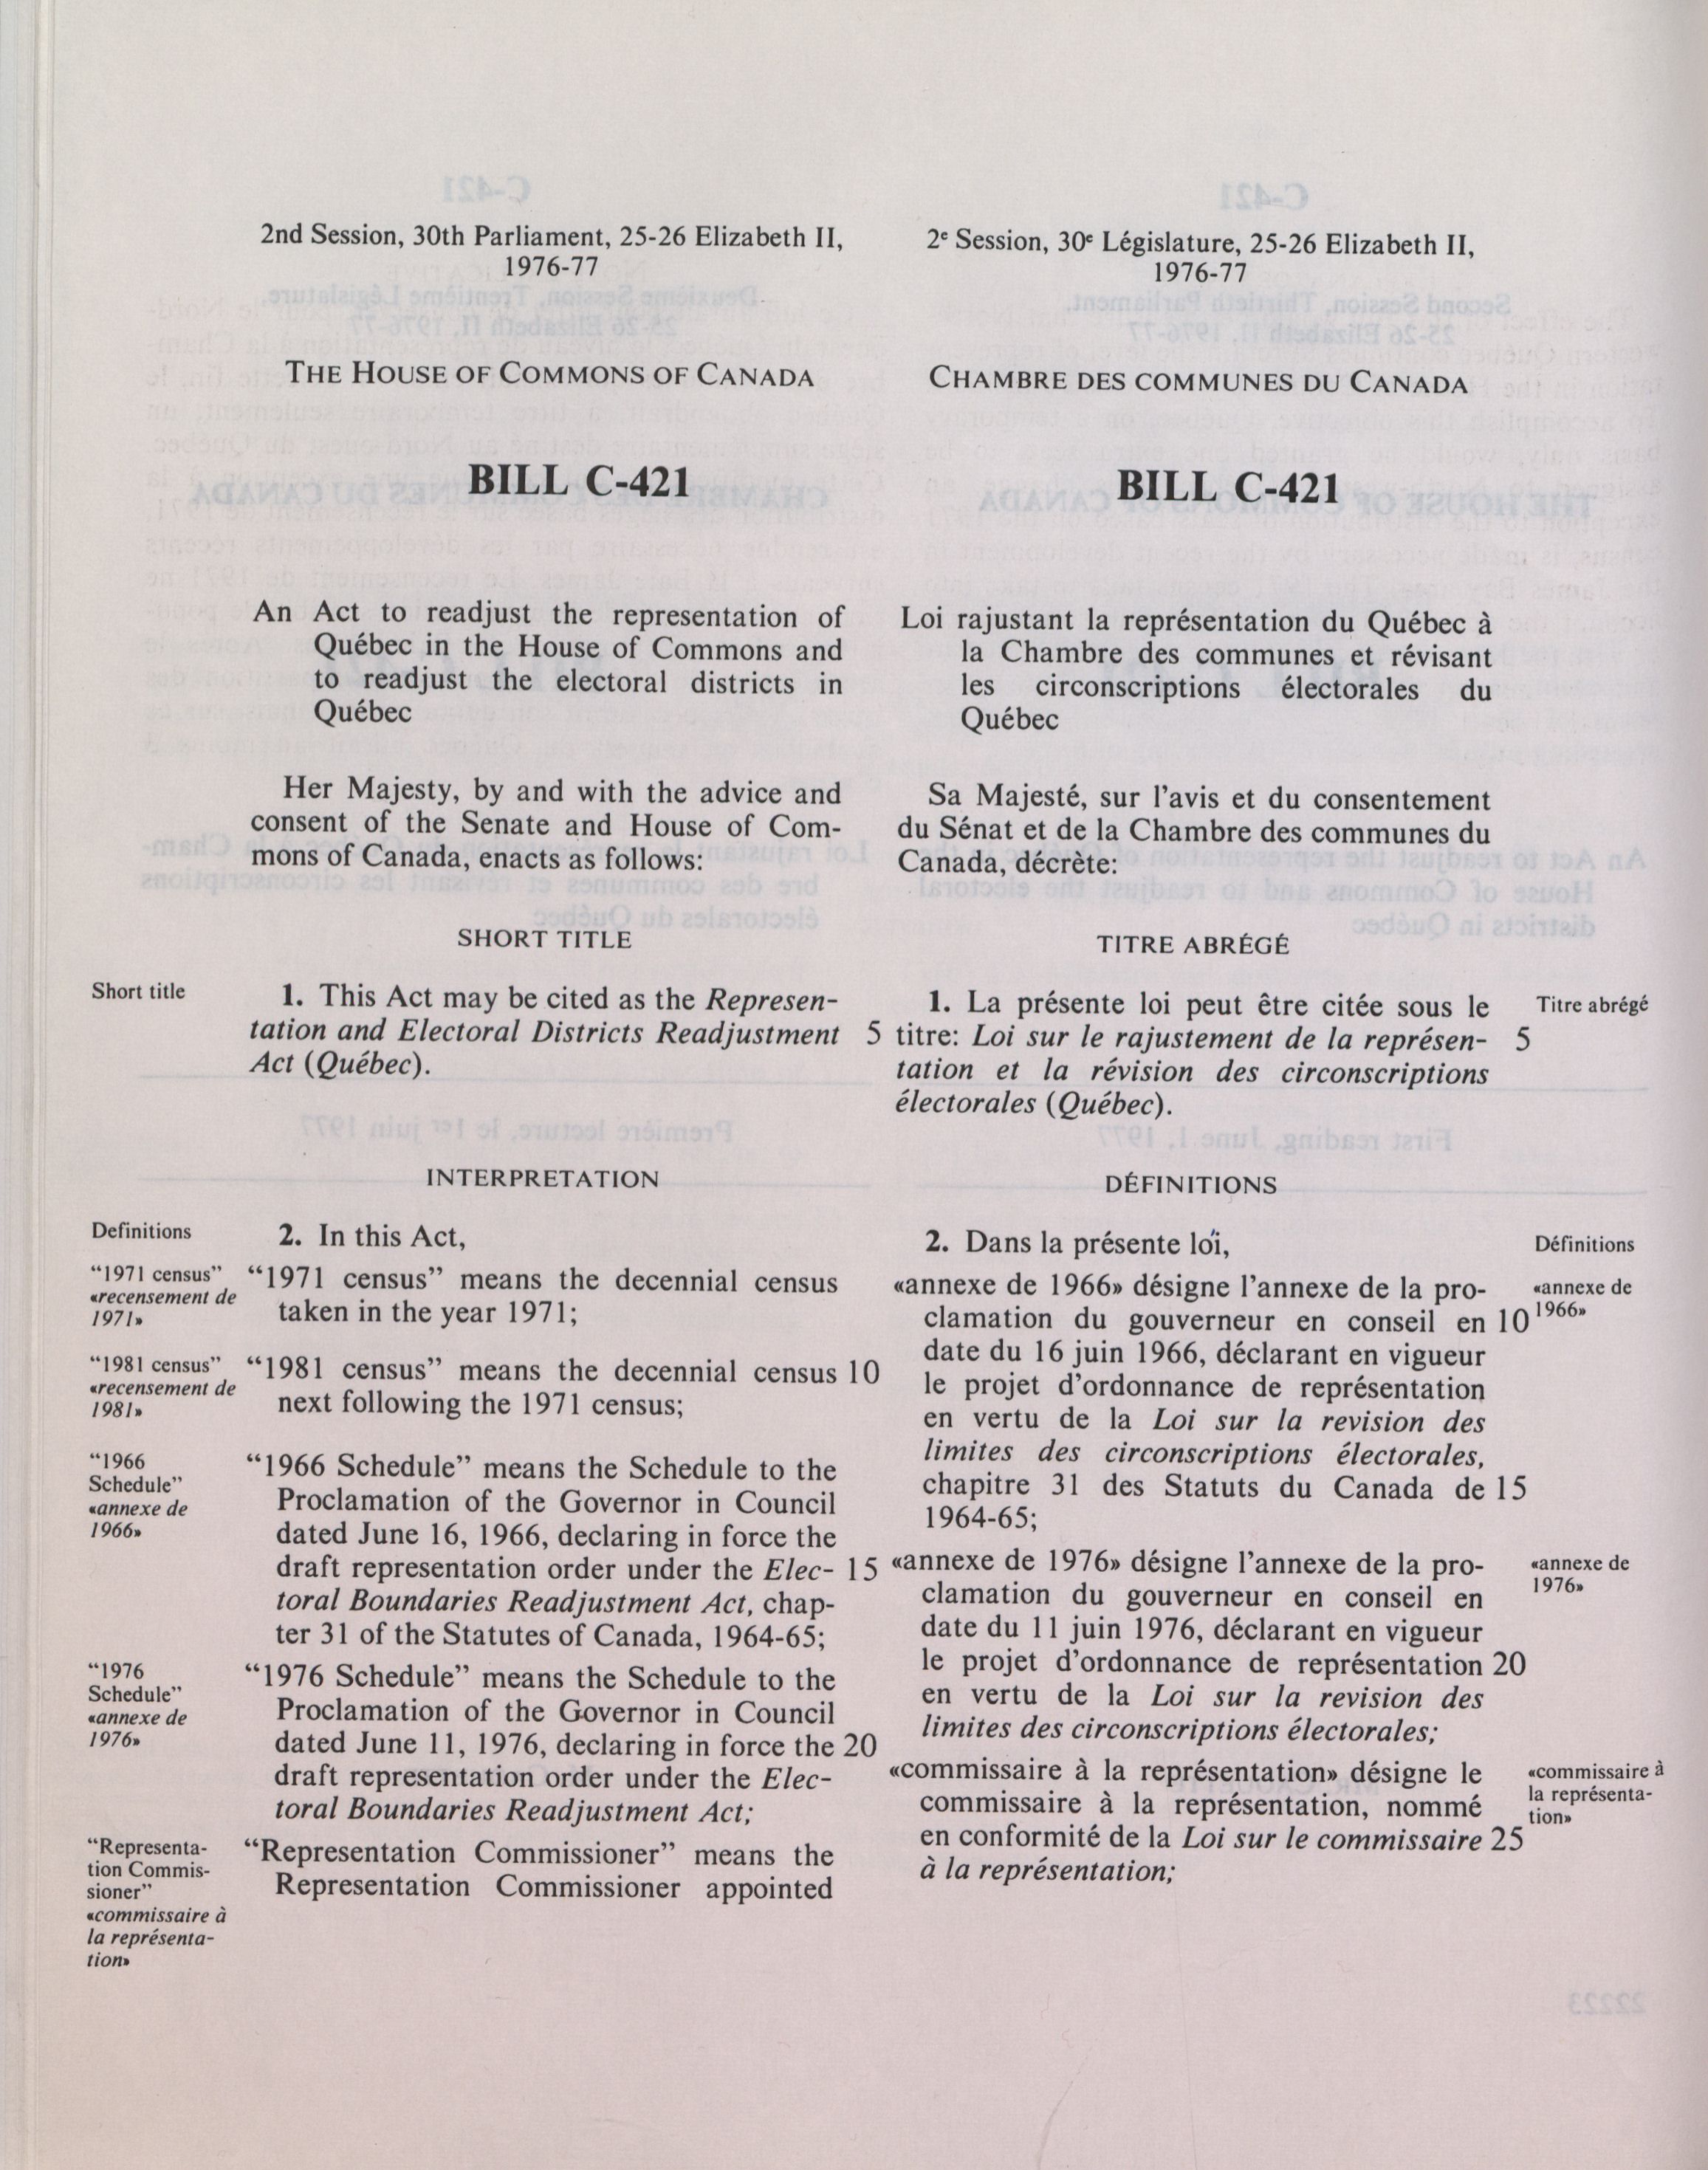 2nd Session, 30th Parliament, 25-26 Elizabeth II,
1976-77
THE HOUSE OF COMMONS OF CANADA
BILL C-421
An Act to readjust the representation of
Québec in the House of Commons and
to readjust the electoral districts in
Québec
Her Majesty, by and with the advice and
consent of the Senate and House of Com-
mons of Canada, enacts as follows:
SHORT TITLE
Short title
1. This Act may be cited as the Represen-
tation and Electoral Districts Readjustment 5
Act (Québec).
INTERPRETATION
Definitions
2. In this Act,
“1971 census”
«recensement de
1971»
“1971 census” means the decennial census
taken in the year 1971;
“1981 census”
«recensement de
1981»
“1981 census” means the decennial census 10
next following the 1971 census;
“1966
Schedule”
«annexe de
1966»
“1966 Schedule” means the Schedule to the
Proclamation of the Governor in Council
dated June 16, 1966, declaring in force the
draft representation order under the Elec- 15
toral Boundaries Readjustment Act, chap-
ter 31 of the Statutes of Canada, 1964-65;
“1976
Schedule”
«annexe de
1976»
“1976 Schedule” means the Schedule to the
Proclamation of the Governor in Council
dated June 11, 1976, declaring in force the 20
draft representation order under the Elec-
toral Boundaries Readjustment Act;
“Representa-
tion Commis-
sioner”
«commissaire à
la représenta-
tion»
“Representation Commissioner” means the
Representation Commissioner appointed
2e Session, 30e Législature, 25-26 Elizabeth II,
1976-77
CHAMBRE DES COMMUNES DU CANADA
BILL C-421
Loi rajustant la représentation du Québec à
la Chambre des communes et révisant
les circonscriptions électorales du
Québec
Sa Majesté, sur l’avis et du consentement
du Sénat et de la Chambre des communes du
Canada, décrète:
TITRE ABRÉGÉ
1. La présente loi peut être citée sous le
titre: Loi sur le rajustement de la représen- 5
tation et la révision des circonscriptions
électorales (Québec).
Titre abrégé
DÉFINITIONS
2. Dans la présente loi,
Définitions
«annexe de 1966» désigne l’annexe de la pro-
clamation du gouverneur en conseil en 10
date du 16 juin 1966, déclarant en vigueur
le projet d’ordonnance de représentation
en vertu de la Loi sur la revision des
limites des circonscriptions électorales,
chapitre 31 des Statuts du Canada de 15
1964-65;
«annexe de
1966»
«annexe de 1976» désigne l’annexe de la pro-
clamation du gouverneur en conseil en
date du 11 juin 1976, déclarant en vigueur
le projet d’ordonnance de représentation 20
en vertu de la Loi sur la revision des
limites des circonscriptions électorales;
«annexe de
1976»
«commissaire à la représentation» désigne le
commissaire à la représentation, nommé
en conformité de la Loi sur le commissaire 25
à la représentation;
«commissaire à
la représenta-
tion»